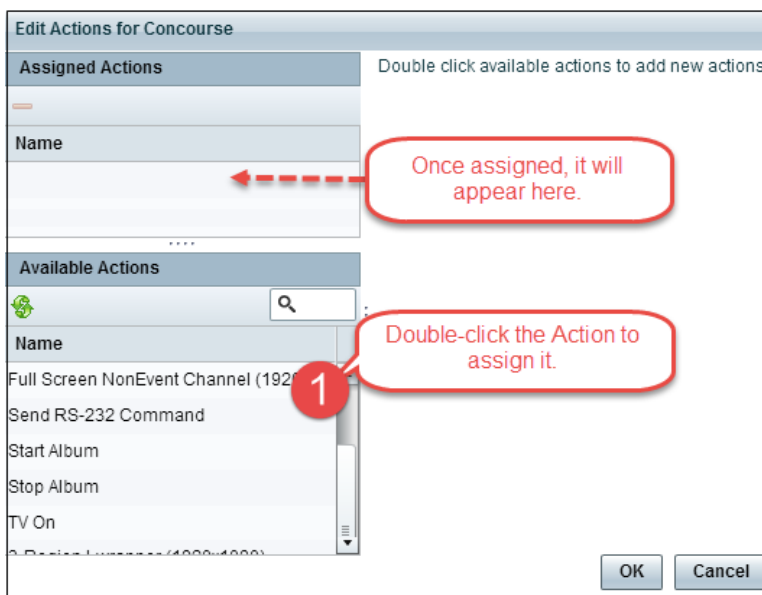 Edit Actions for Concourse
Assigned Actions
Double click available actions to add new actions
Name
Once assigned, it will
appear here.
Available Actions
Name
Double-click the Action to
assign it.
1
Full Screen NonEvent Channel (192
Send RS-232 Command
Start Album
Stop Album
TV On
OK
Cancel